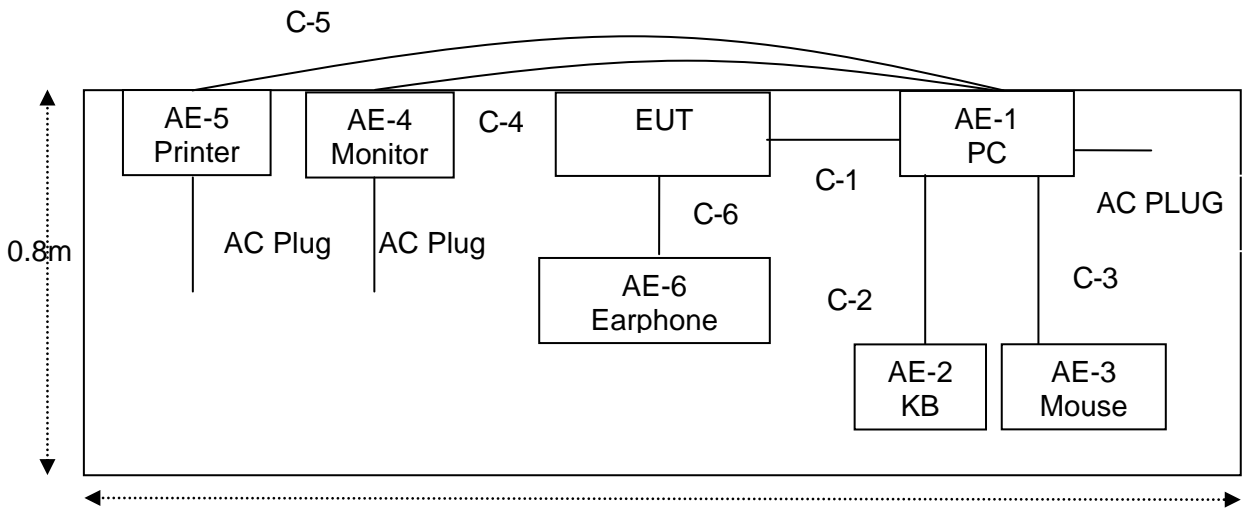 C-5
AE-5
Printer
AE-4
Monitor
C-4
EUT
AE-1
PC
C-1
AC PLUG
C-6
AC Plug
AC Plug
0.8m
AE-6
Earphone
C-2
C-3
AE-2
KB
AE-3
Mouse